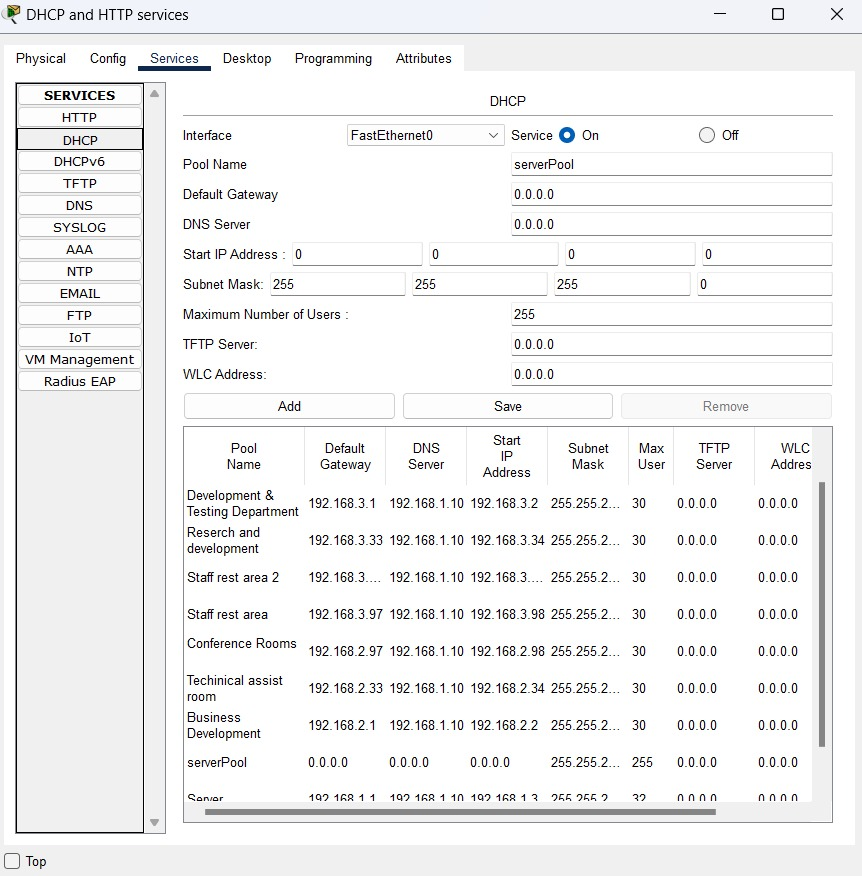 DHCP and HTTP services
Physical Config Services Desktop Programming Attributes
SERVICES
HTTP
DHCP
DHCPv6
TFTP
DNS
SYSLOG
AAA
NTP
EMAIL
FTP
IoT
VM Management
Radius EAP
DHCP
Interface FastEthernet0 Service On Off
Pool Name serverPool
Default Gateway 0.0.0.0
DNS Server 0.0.0.0
Start IP Address : 0 0 0 0
Subnet Mask: 255 255 255 0
Maximum Number of Users : 255
TFTP Server: 0.0.0.0
WLC Address: 0.0.0.0
Add Save Remove
Pool Name Default Gateway DNS Server Start IP Address Subnet Mask Max User TFTP Server WLC Addres
Development & Testing Department 192.168.3.1 192.168.1.10 192.168.3.2 255.255.2... 30 0.0.0.0 0.0.0.0
Reserch and development 192.168.3.33 192.168.1.10 192.168.3.34 255.255.2... 30 0.0.0.0 0.0.0.0
Staff rest area 2 192.168.3.... 192.168.1.10 192.168.3.... 255.255.2... 30 0.0.0.0 0.0.0.0
Staff rest area 192.168.3.97 192.168.1.10 192.168.3.98 255.255.2... 30 0.0.0.0 0.0.0.0
Conference Rooms 192.168.2.97 192.168.1.10 192.168.2.98 255.255.2... 30 0.0.0.0 0.0.0.0
Techinical assist room 192.168.2.33 192.168.1.10 192.168.2.34 255.255.2... 30 0.0.0.0 0.0.0.0
Business Development 192.168.2.1 192.168.1.10 192.168.2.2 255.255.2... 30 0.0.0.0 0.0.0.0
serverPool 0.0.0.0 0.0.0.0 0.0.0.0 255.255.2... 255 0.0.0.0 0.0.0.0
Server 192.168.1.1 192.168.1.10 192.168.1.3 255.255.2... 32 0.0.0.0 0.0.0.0
Top